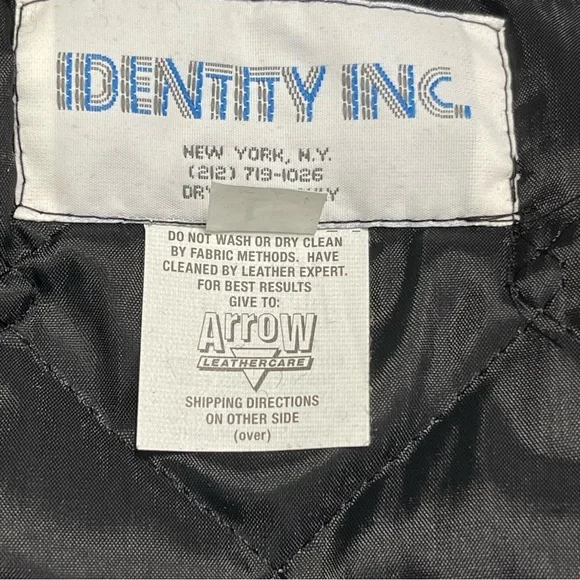 IDENTITY INC.
NEW YORK, N.Y.
(212) 719-1026
DO NOT WASH OR DRY CLEAN
BY FABRIC METHODS. HAVE
CLEANED BY LEATHER EXPERT.
FOR BEST RESULTS
GIVE TO:
ArroW
LEATHERCARE
SHIPPING DIRECTIONS
ON OTHER SIDE
(over)